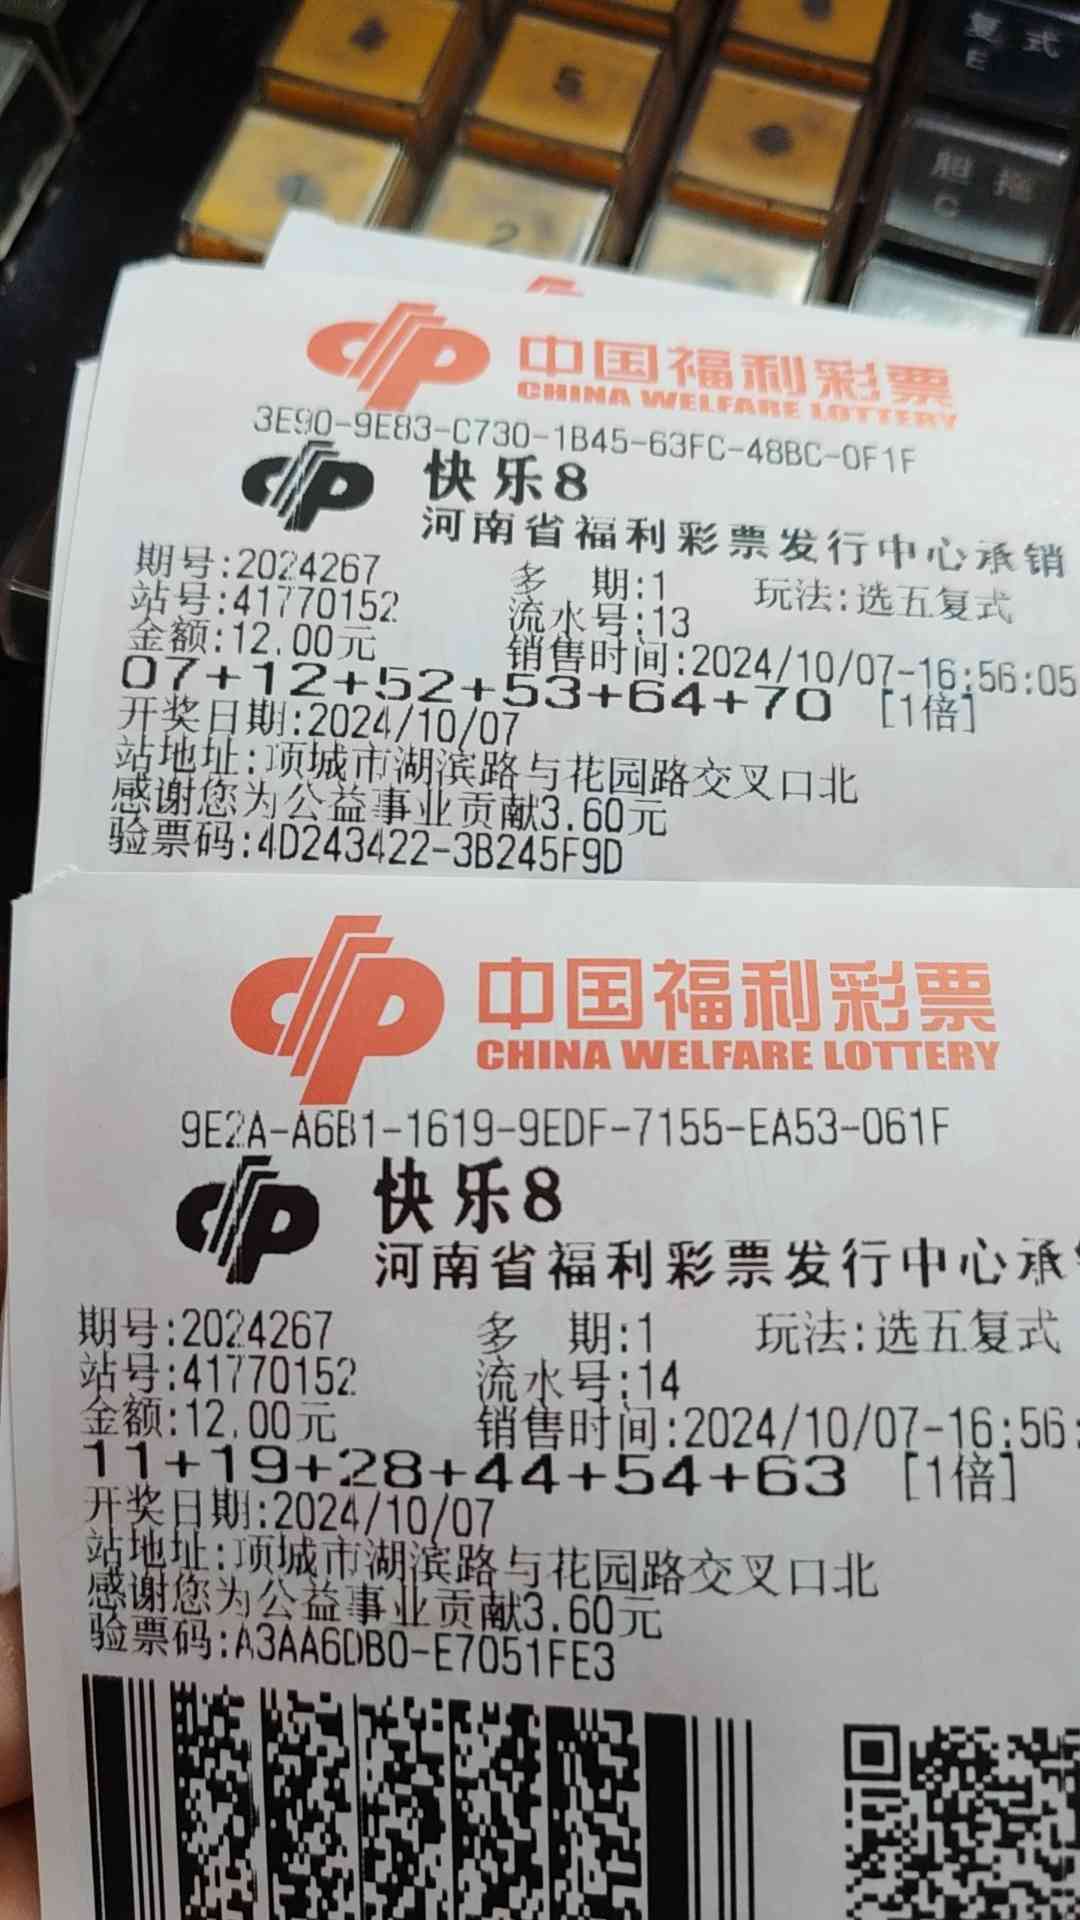 5
复 式
E
胆 拖
C
2
中国福利彩票
CHINA WELFARE LOTTERY
3E90-9E83-C730-1B45-63FC-48BC-0F1F
快乐8
河南省福利彩票发行中心承销
期号:2024267 多 期:1 玩法:选五复式
站号:41770152 流水号:13
金额:12.00元 销售时间:2024/10/07-16:56:05
07+12+52+53+64+70 [1倍]
开奖日期:2024/10/07
站地址:项城市湖滨路与花园路交叉口北
感谢您为公益事业贡献3.60元
验票码:4D243422-3B245F9D
中国福利彩票
CHINA WELFARE LOTTERY
9E2A-A6B1-1619-9EDF-7155-EA53-061F
快乐8
河南省福利彩票发行中心承
期号:2024267 多 期:1 玩法:选五复式
站号:41770152 流水号:14
金额:12.00元 销售时间:2024/10/07-16:56:
11+19+28+44+54+63 [1倍]
开奖日期:2024/10/07
站地址:项城市湖滨路与花园路交叉口北
感谢您为公益事业贡献3.60元
验票码:A3AA6DB0-E7051FE3